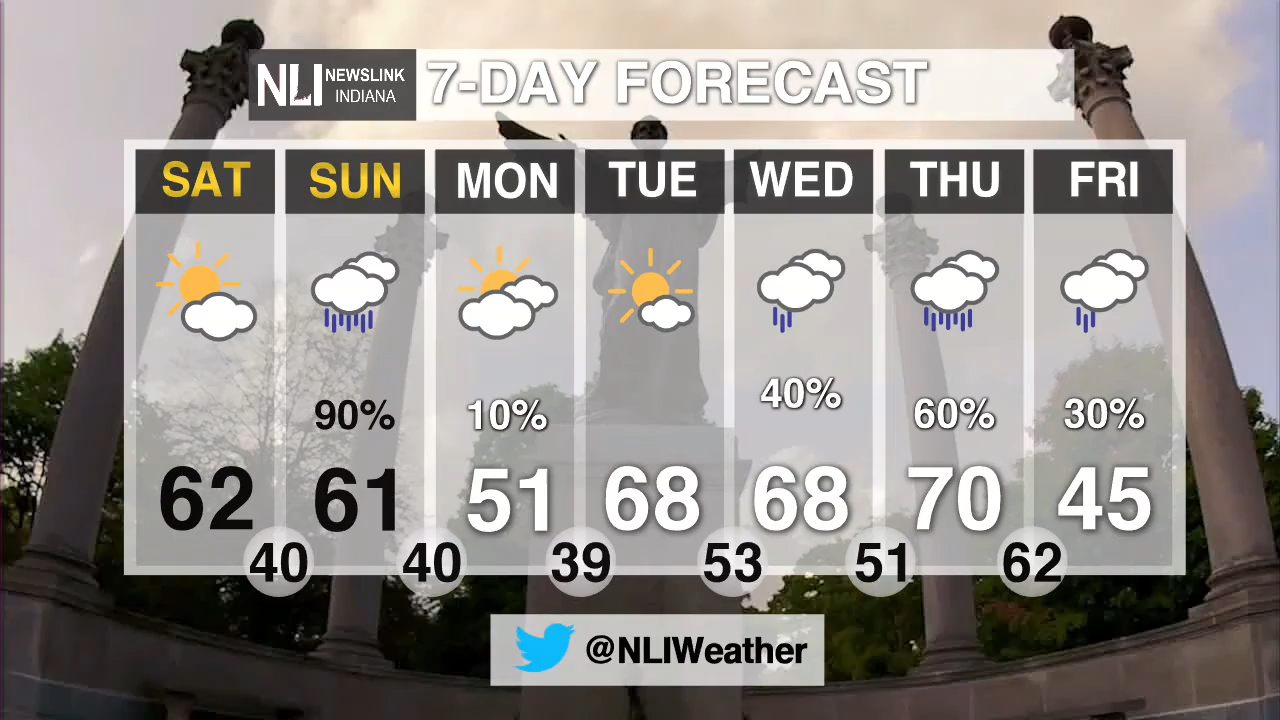 NLI NEWSLINK INDIANA 7-DAY FORECAST
SAT SUN MON TUE WED THU FRI
90% 10% 40% 60% 30%
62 61 51 68 68 70 45
40 40 39 53 51 62
@NLIWeather